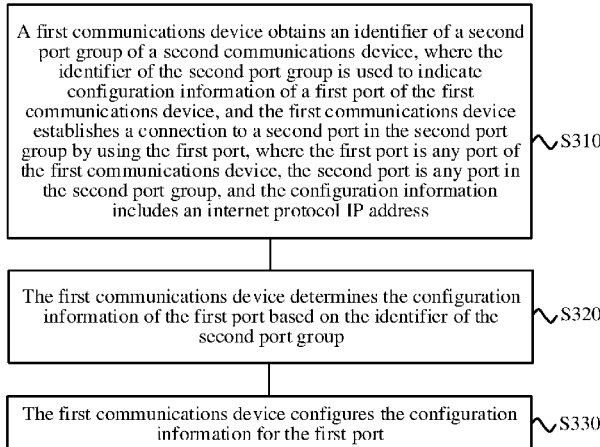 A first communications device obtains an identifier of a second
port group of a second communications device, where the
identifier of the second port group is used to indicate
configuration information of a first port of the first
communications device, and the first communications device
establishes a connection to a second port in the second port
group by using the first port, where the first port is any port of
the first communications device, the second port is any port in
the second port group, and the configuration information
includes an internet protocol IP address
S310
The first communications device determines the configuration
information of the first port based on the identifier of the
second port group
S320
The first communications device configures the configuration
information for the first port
S330